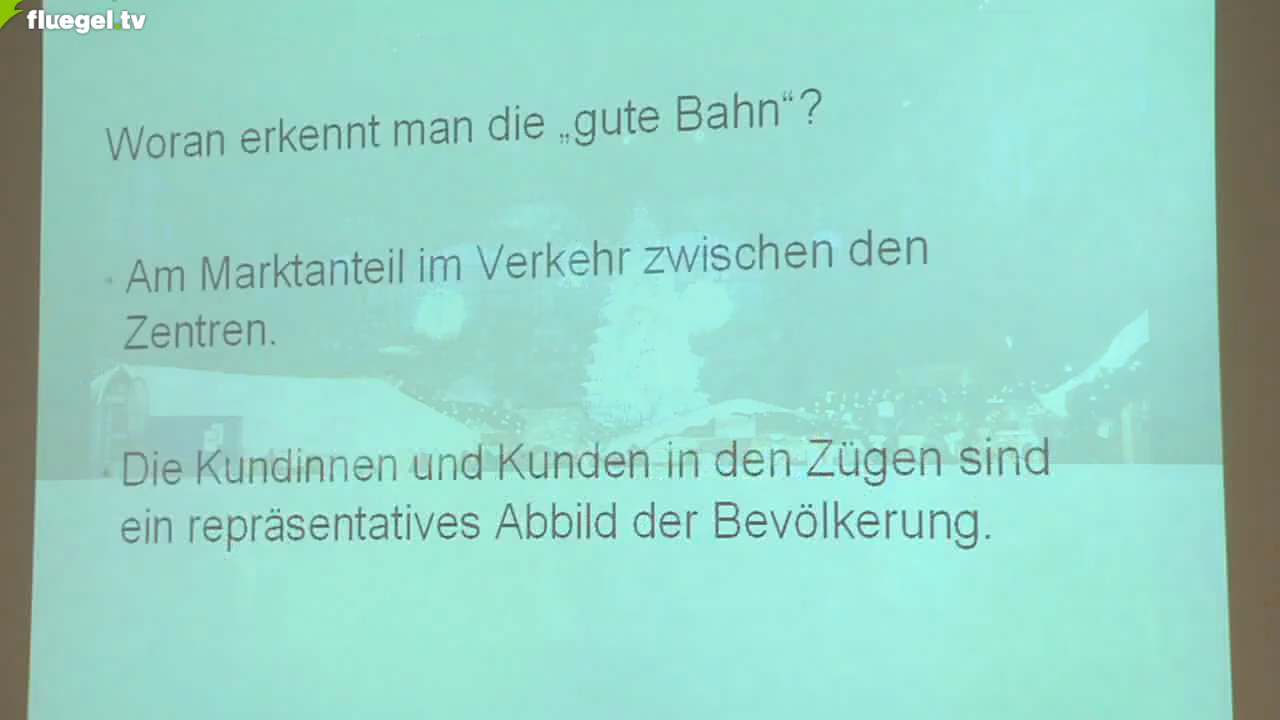 fluegel.tv
Woran erkennt man die „gute Bahn“?
Am Marktanteil im Verkehr zwischen den
Zentren.
Die Kundinnen und Kunden in den Zügen sind
ein repräsentatives Abbild der Bevölkerung.